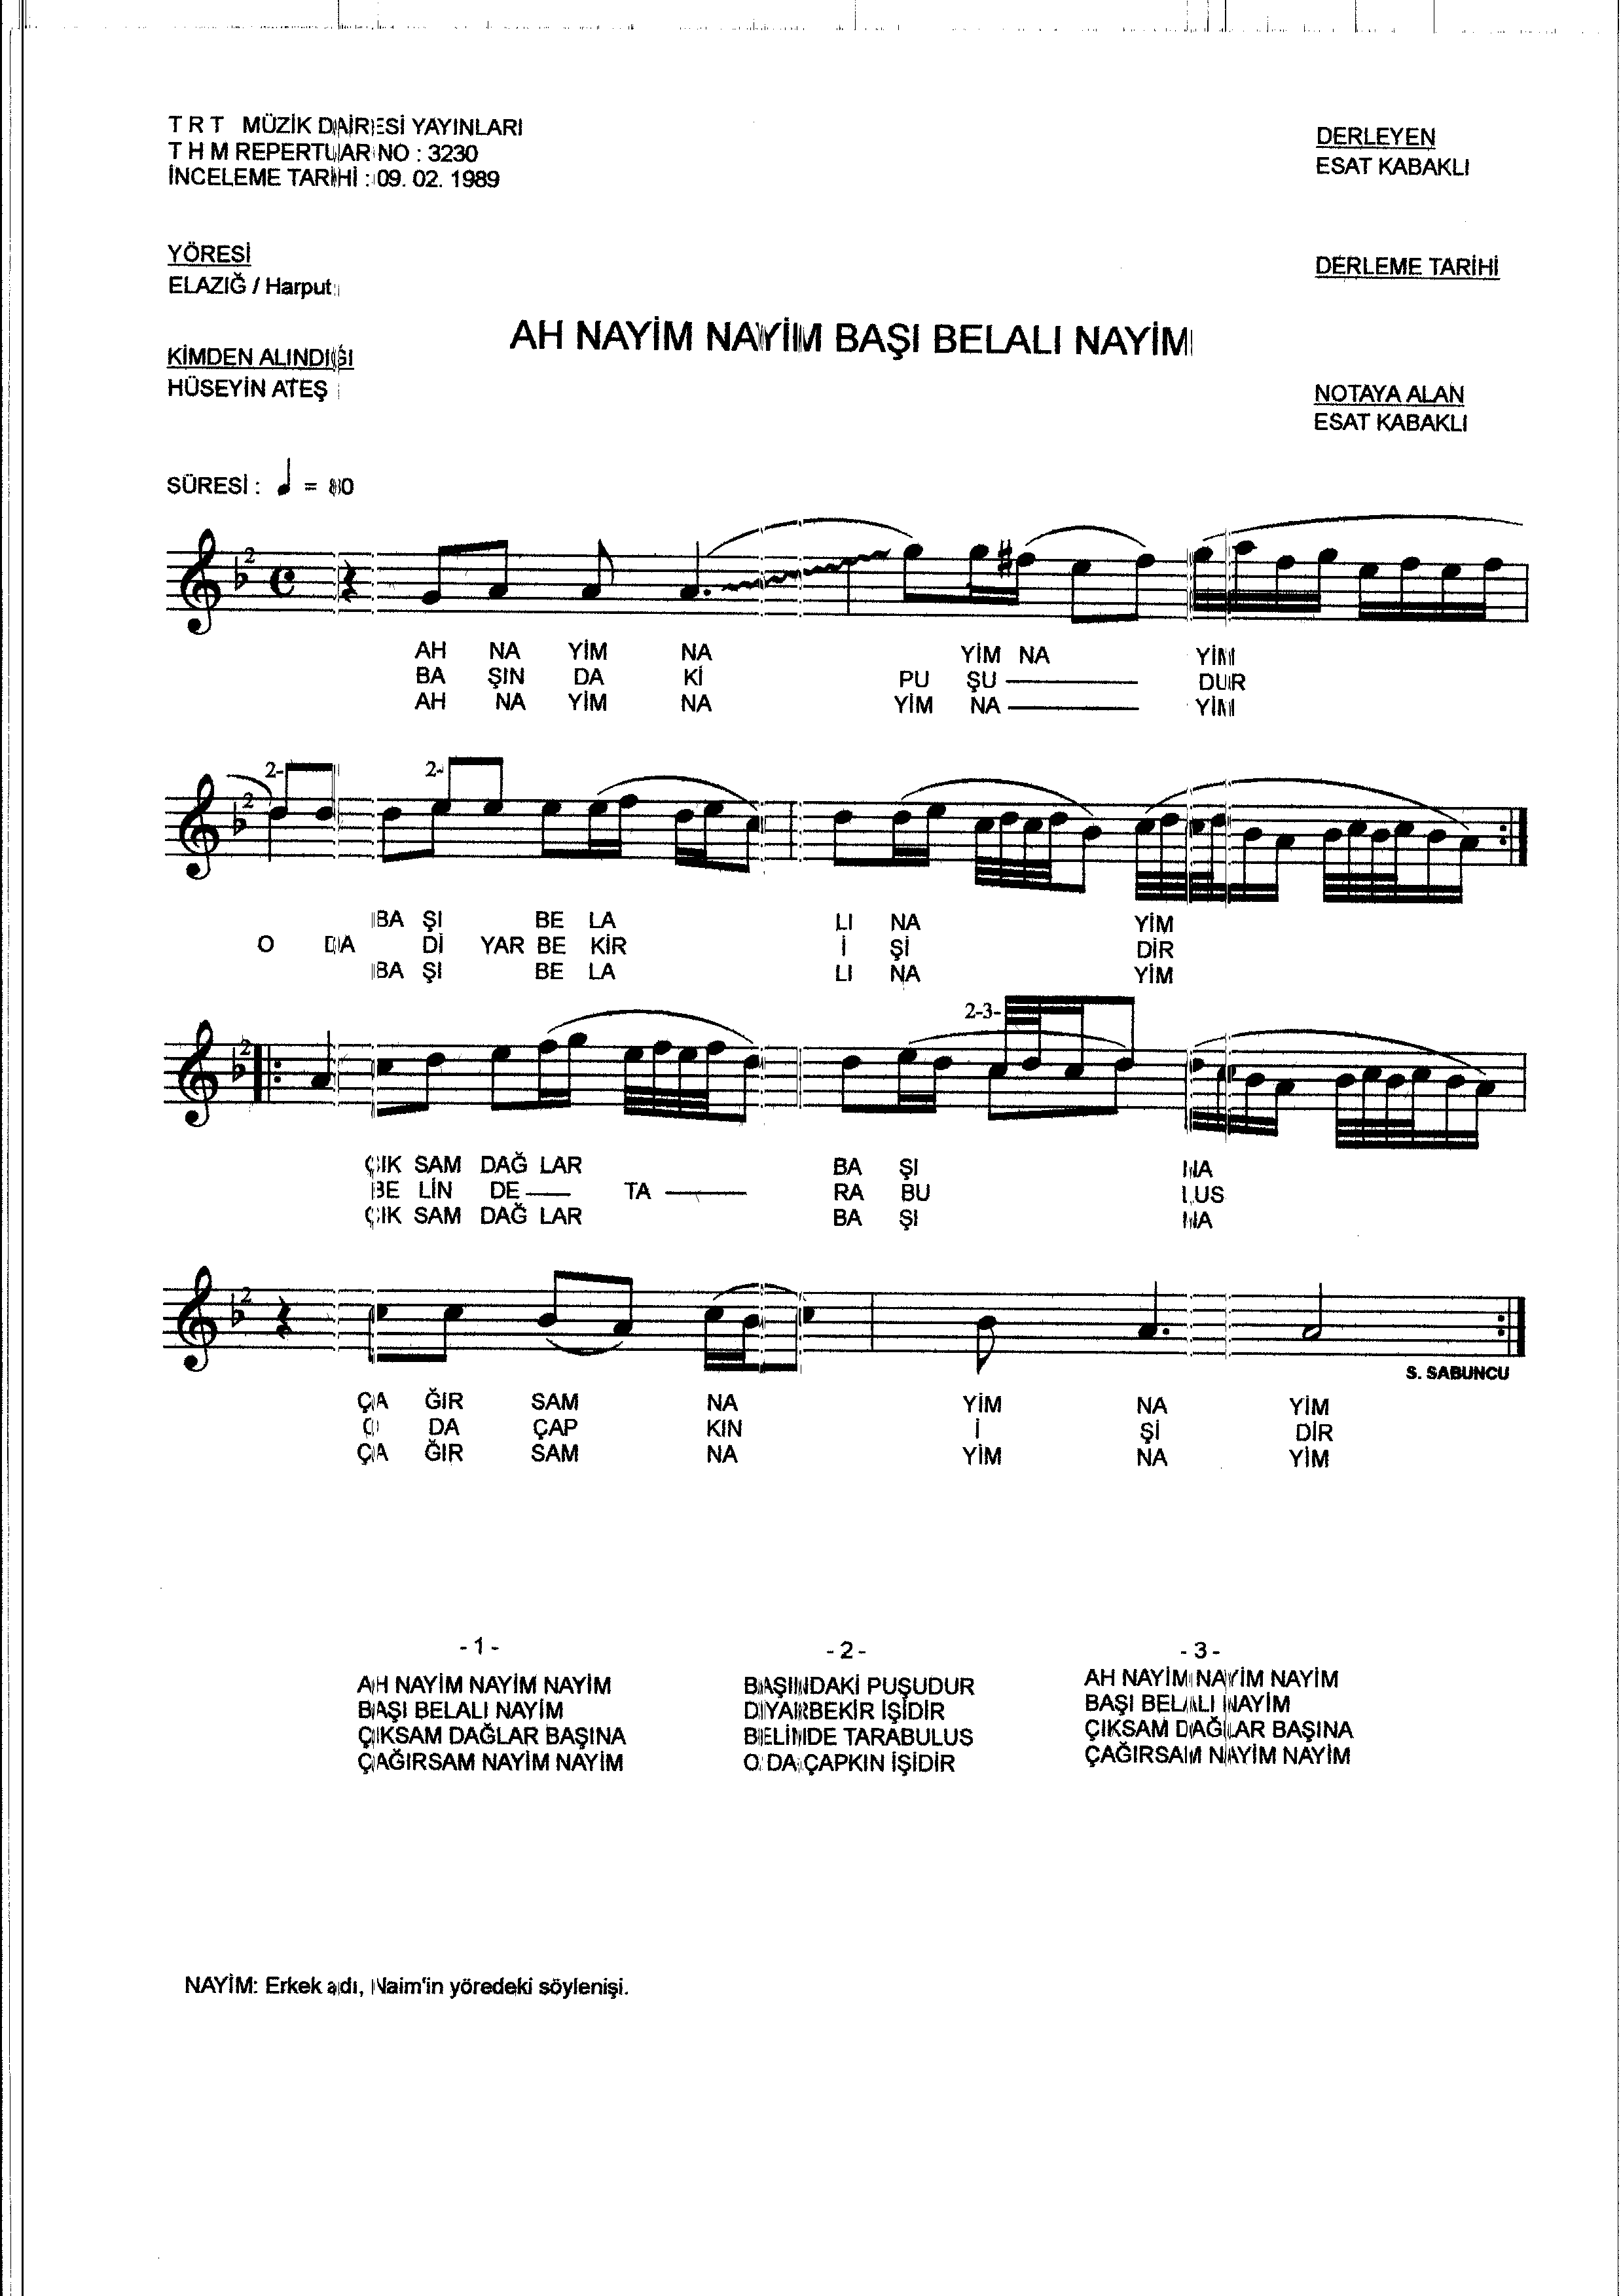 TRT MÜZİK DAİRESİ YAYINLARI
THM REPERTUAR NO : 3230
İNCELEME TARİHİ : 09. 02. 1989
DERLEYEN
ESAT KABAKLI
YÖRESİ
ELAZIĞ / Harput
DERLEME TARİHİ
AH NAYİM NAYİM BAŞI BELALI NAYİM
KİMDEN ALINDIĞI
HÜSEYİN ATEŞ
NOTAYA ALAN
ESAT KABAKLI
SÜRESİ : = 80
2
AH NA YİM NA YİM NA YİM
BA ŞIN DA Kİ PU ŞU DUR
AH NA YİM NA YİM NA YİM
2 2- 2-
BA ŞI BE LA LI NA YİM
O DA Dİ YAR BE KİR İ Şİ DİR
BA ŞI BE LA LI NA YİM
2 2-3-
ÇIK SAM DAĞ LAR BA ŞI NA
BE LİN DE TA RA BU LUS
ÇIK SAM DAĞ LAR BA ŞI NA
2
S. SABUNCU
ÇA ĞIR SAM NA YİM NA YİM
O DA ÇAP KIN İ Şİ DİR
ÇA ĞIR SAM NA YİM NA YİM
- 1 -
AH NAYİM NAYİM NAYİM
BAŞI BELALI NAYİM
ÇIKSAM DAĞLAR BAŞINA
ÇAĞIRSAM NAYİM NAYİM
- 2 -
BAŞINDAKİ PUŞUDUR
DİYARBEKİR İŞİDİR
BELİNDE TARABULUS
O DA ÇAPKIN İŞİDİR
- 3 -
AH NAYİM NAYİM NAYİM
BAŞI BELALI NAYİM
ÇIKSAM DAĞLAR BAŞINA
ÇAĞIRSAM NAYİM NAYİM
NAYİM: Erkek adı, Naim'in yöredeki söylenişi.